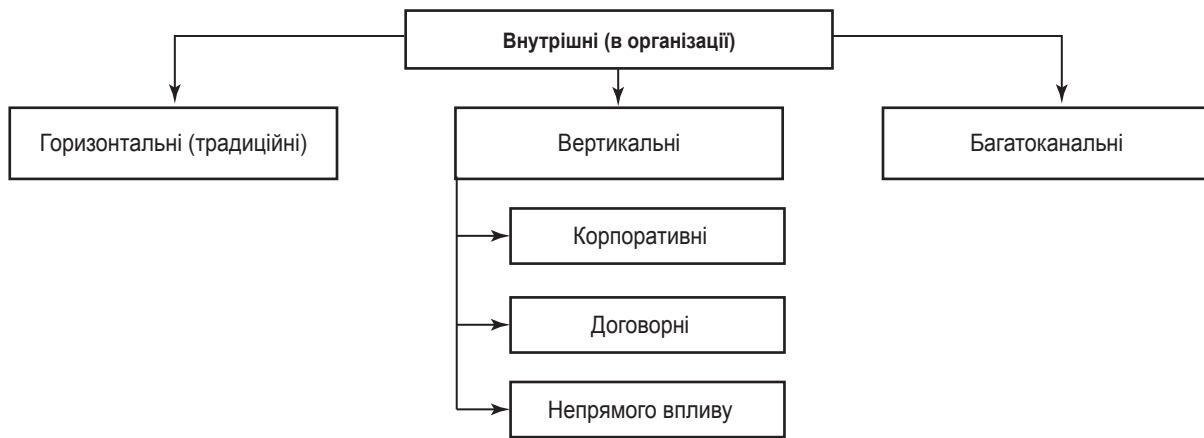 Внутрішні (в організації)
Горизонтальні (традиційні)
Вертикальні
Багатоканальні
Корпоративні
Договорні
Непрямого впливу